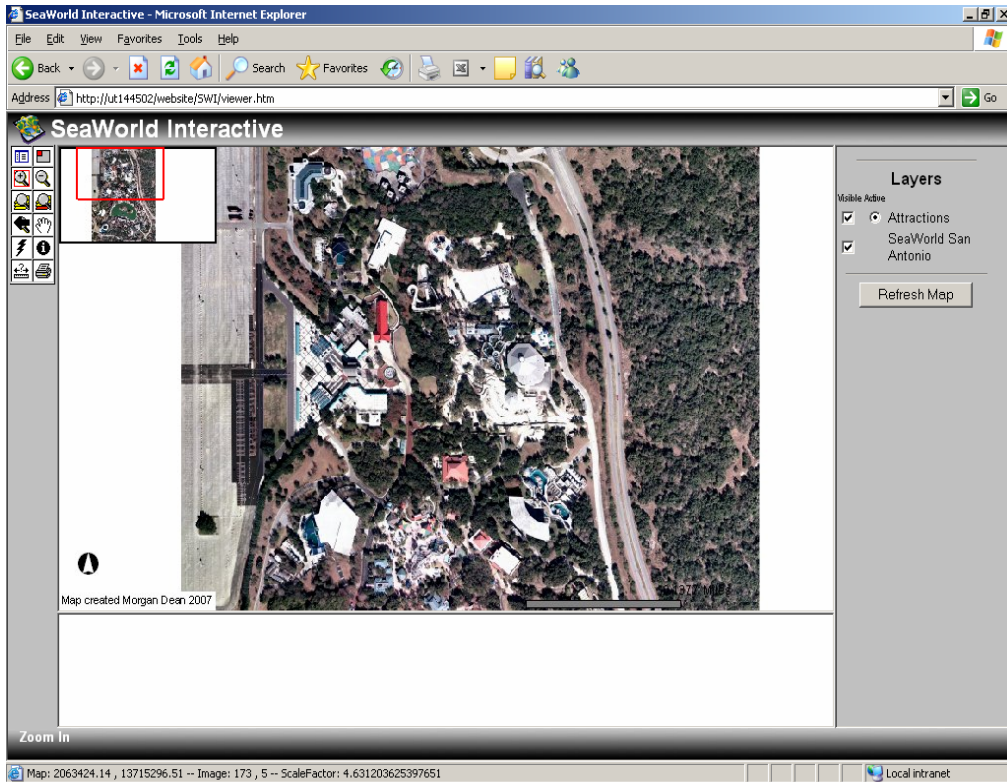 SeaWorld Interactive - Microsoft Internet Explorer
File Edit View Favorites Tools Help
Back Search Favorites
Address http://ut144502/website/SWI/viewer.htm Go
SeaWorld Interactive
Layers
Visible Active
Attractions
SeaWorld San
Antonio
Refresh Map
Map created Morgan Dean 2007
Zoom In
Map: 2063424.14 , 13715296.51 -- Image: 173 , 5 -- ScaleFactor: 4.631203625397651
Local intranet